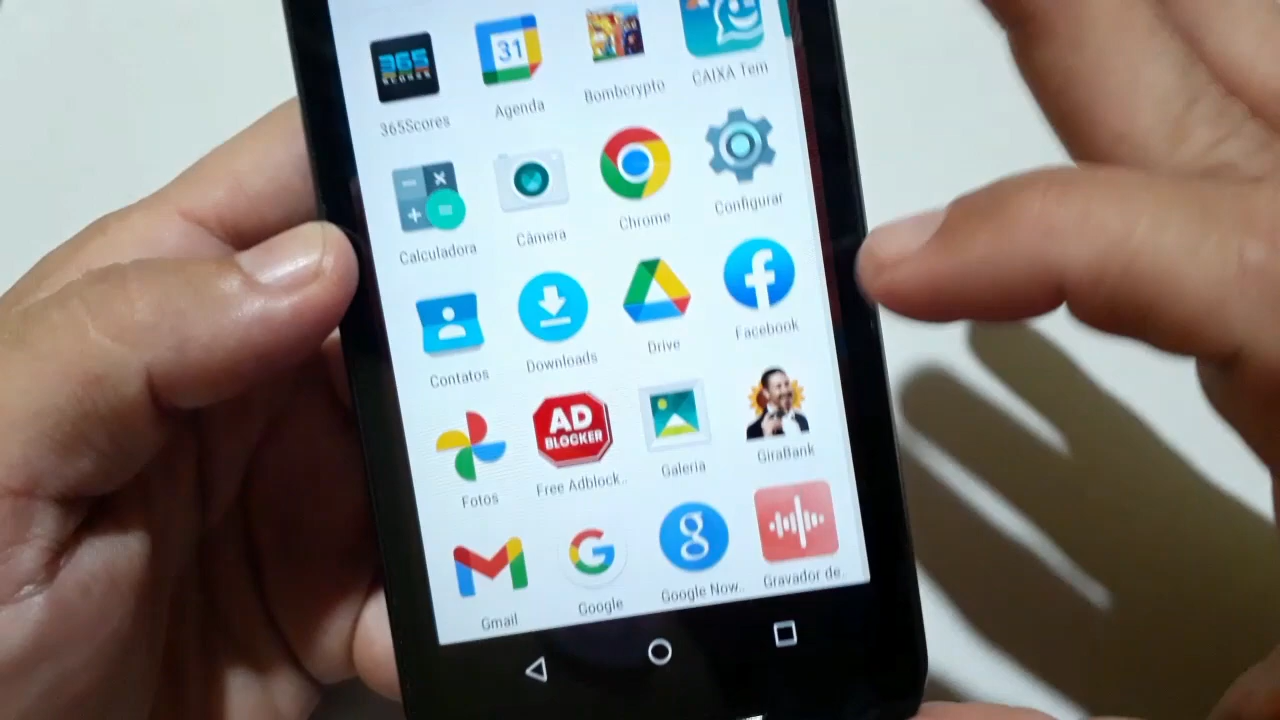 365
SCORES
31
365Scores
Agenda
Bombcrypto
CAIXA Tem
Calculadora
Câmera
Chrome
Configurar
Contatos
Downloads
Drive
Facebook
AD
BLOCKER
Fotos
Free Adblock..
Galeria
GiraBank
Gmail
Google
Google Now..
Gravador de..